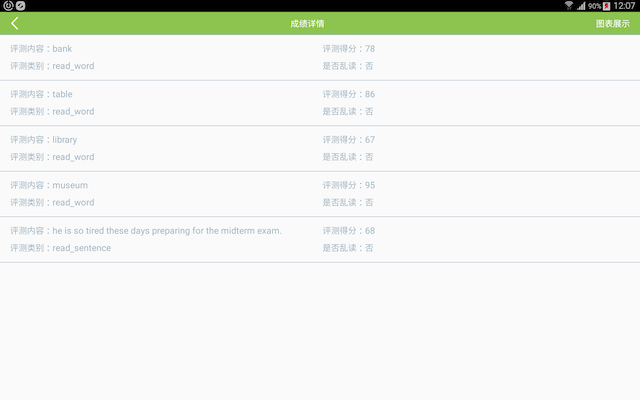 90% 12:07
成绩详情 图表展示
评测内容：bank 评测得分：78
评测类别：read_word 是否乱读：否
评测内容：table 评测得分：86
评测类别：read_word 是否乱读：否
评测内容：library 评测得分：67
评测类别：read_word 是否乱读：否
评测内容：museum 评测得分：95
评测类别：read_word 是否乱读：否
评测内容：he is so tired these days preparing for the midterm exam. 评测得分：68
评测类别：read_sentence 是否乱读：否